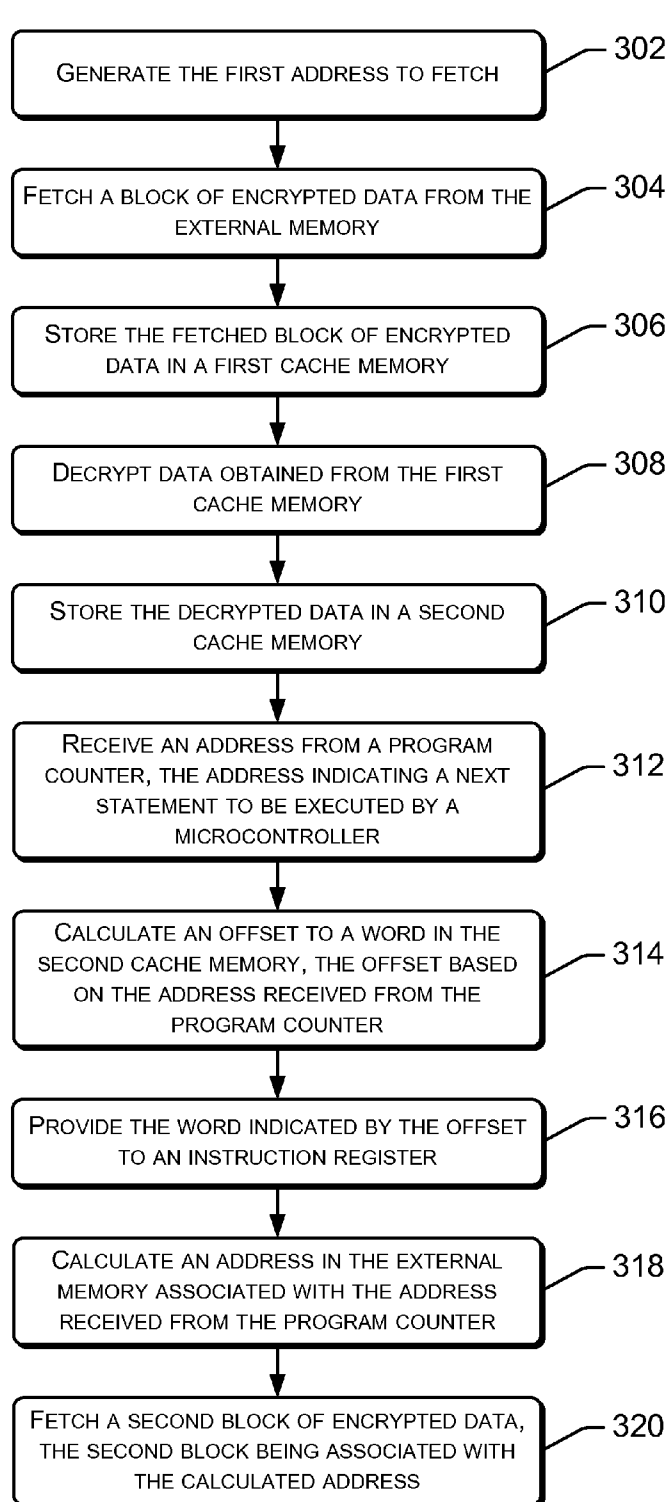 GENERATE THE FIRST ADDRESS TO FETCH
302
FETCH A BLOCK OF ENCRYPTED DATA FROM THE
EXTERNAL MEMORY
304
STORE THE FETCHED BLOCK OF ENCRYPTED
DATA IN A FIRST CACHE MEMORY
306
DECRYPT DATA OBTAINED FROM THE FIRST
CACHE MEMORY
308
STORE THE DECRYPTED DATA IN A SECOND
CACHE MEMORY
310
RECEIVE AN ADDRESS FROM A PROGRAM
COUNTER, THE ADDRESS INDICATING A NEXT
STATEMENT TO BE EXECUTED BY A
MICROCONTROLLER
312
CALCULATE AN OFFSET TO A WORD IN THE
SECOND CACHE MEMORY, THE OFFSET BASED
ON THE ADDRESS RECEIVED FROM THE
PROGRAM COUNTER
314
PROVIDE THE WORD INDICATED BY THE OFFSET
TO AN INSTRUCTION REGISTER
316
CALCULATE AN ADDRESS IN THE EXTERNAL
MEMORY ASSOCIATED WITH THE ADDRESS
RECEIVED FROM THE PROGRAM COUNTER
318
FETCH A SECOND BLOCK OF ENCRYPTED DATA,
THE SECOND BLOCK BEING ASSOCIATED WITH
THE CALCULATED ADDRESS
320